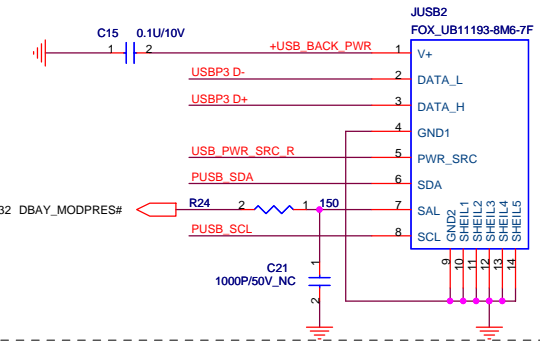 JUSB2
FOX_UB11193-8M6-7F
C15 0.1U/10V
1 2 +USB_BACK_PWR 1 V+
USBP3 D- 2 DATA_L
USBP3 D+ 3 DATA_H
4 GND1
USB_PWR_SRC_R 5 PWR_SRC
PUSB_SDA 6 SDA
32 DBAY_MODPRES# R24 2 1 150 7 SAL
PUSB_SCL 8 SCL
GND2
SHEIL1
SHEIL2
SHEIL3
SHEIL4
SHEIL5
9
10
11
12
13
14
C21
1000P/50V_NC
1
2